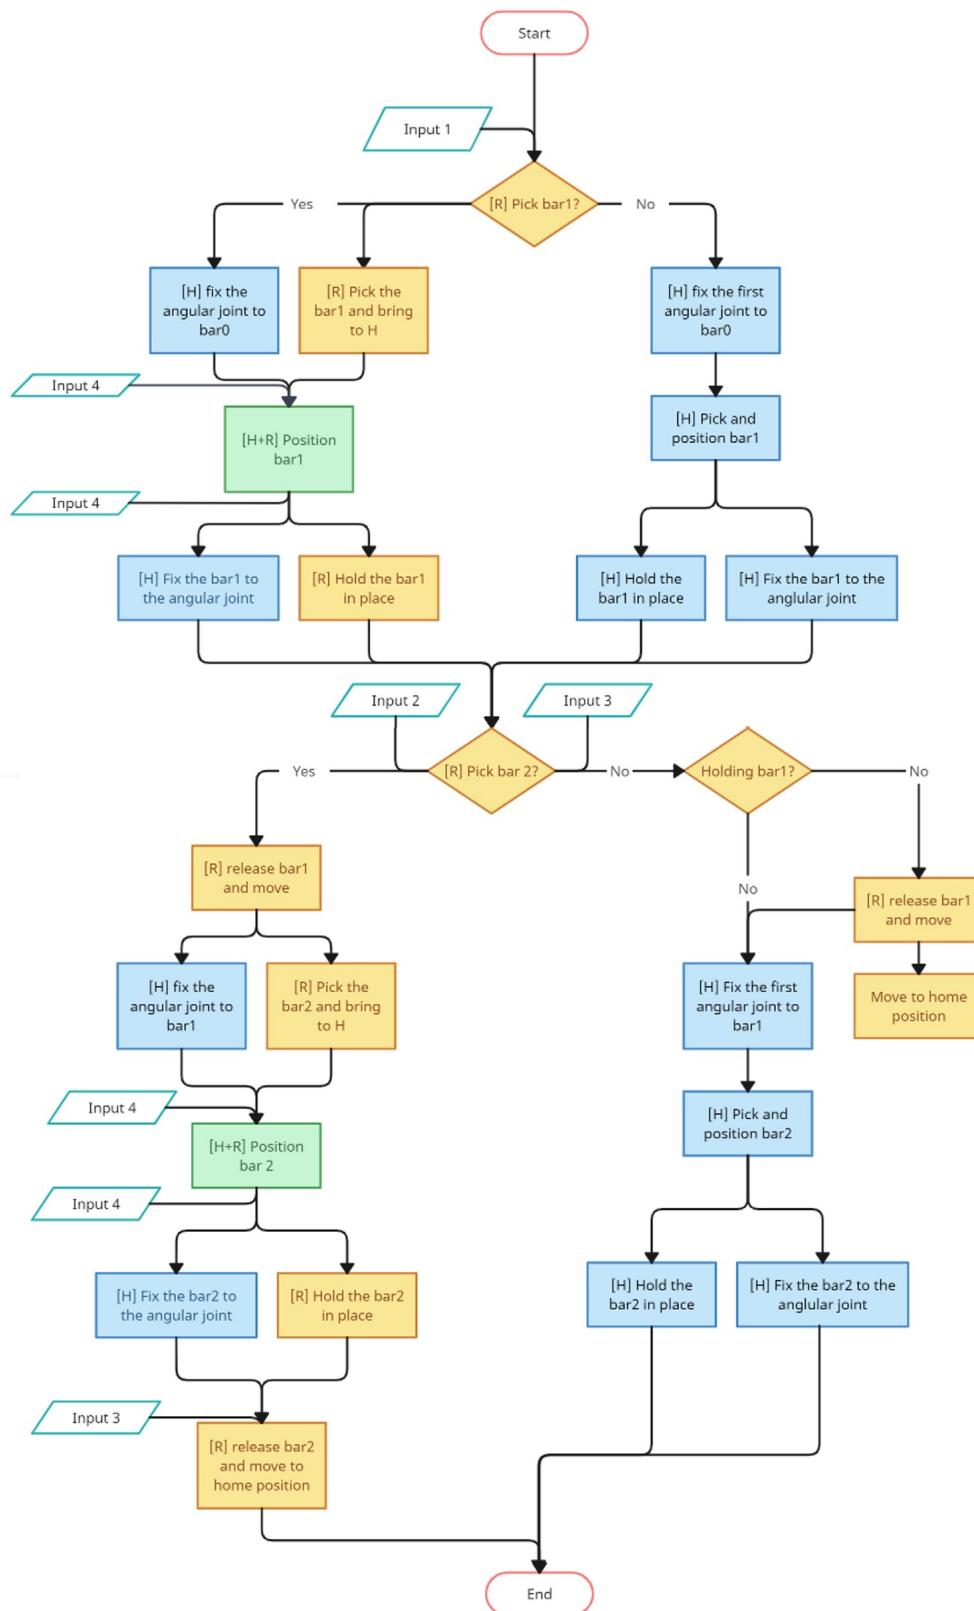 Start
Input 1
[R] Pick bar1?
Yes
No
[H] fix the
angular joint to
bar0
[R] Pick the
bar1 and bring
to H
[H] fix the first
angular joint to
bar0
Input 4
[H+R] Position
bar1
[H] Pick and
position bar1
Input 4
[H] Fix the bar1 to
the angular joint
[R] Hold the bar1
in place
[H] Hold the
bar1 in place
[H] Fix the bar1 to the
anglular joint
Input 2
Input 3
Yes
[R] Pick bar 2?
No
Holding bar1?
No
[R] release bar1
and move
No
[R] release bar1
and move
[H] fix the
angular joint to
bar1
[R] Pick the
bar2 and bring
to H
[H] Fix the first
angular joint to
bar1
Move to home
position
Input 4
[H+R] Position
bar 2
[H] Pick and
position bar2
Input 4
[H] Fix the bar2 to
the angular joint
[R] Hold the bar2
in place
[H] Hold the
bar2 in place
[H] Fix the bar2 to the
anglular joint
Input 3
[R] release bar2
and move to
home position
End